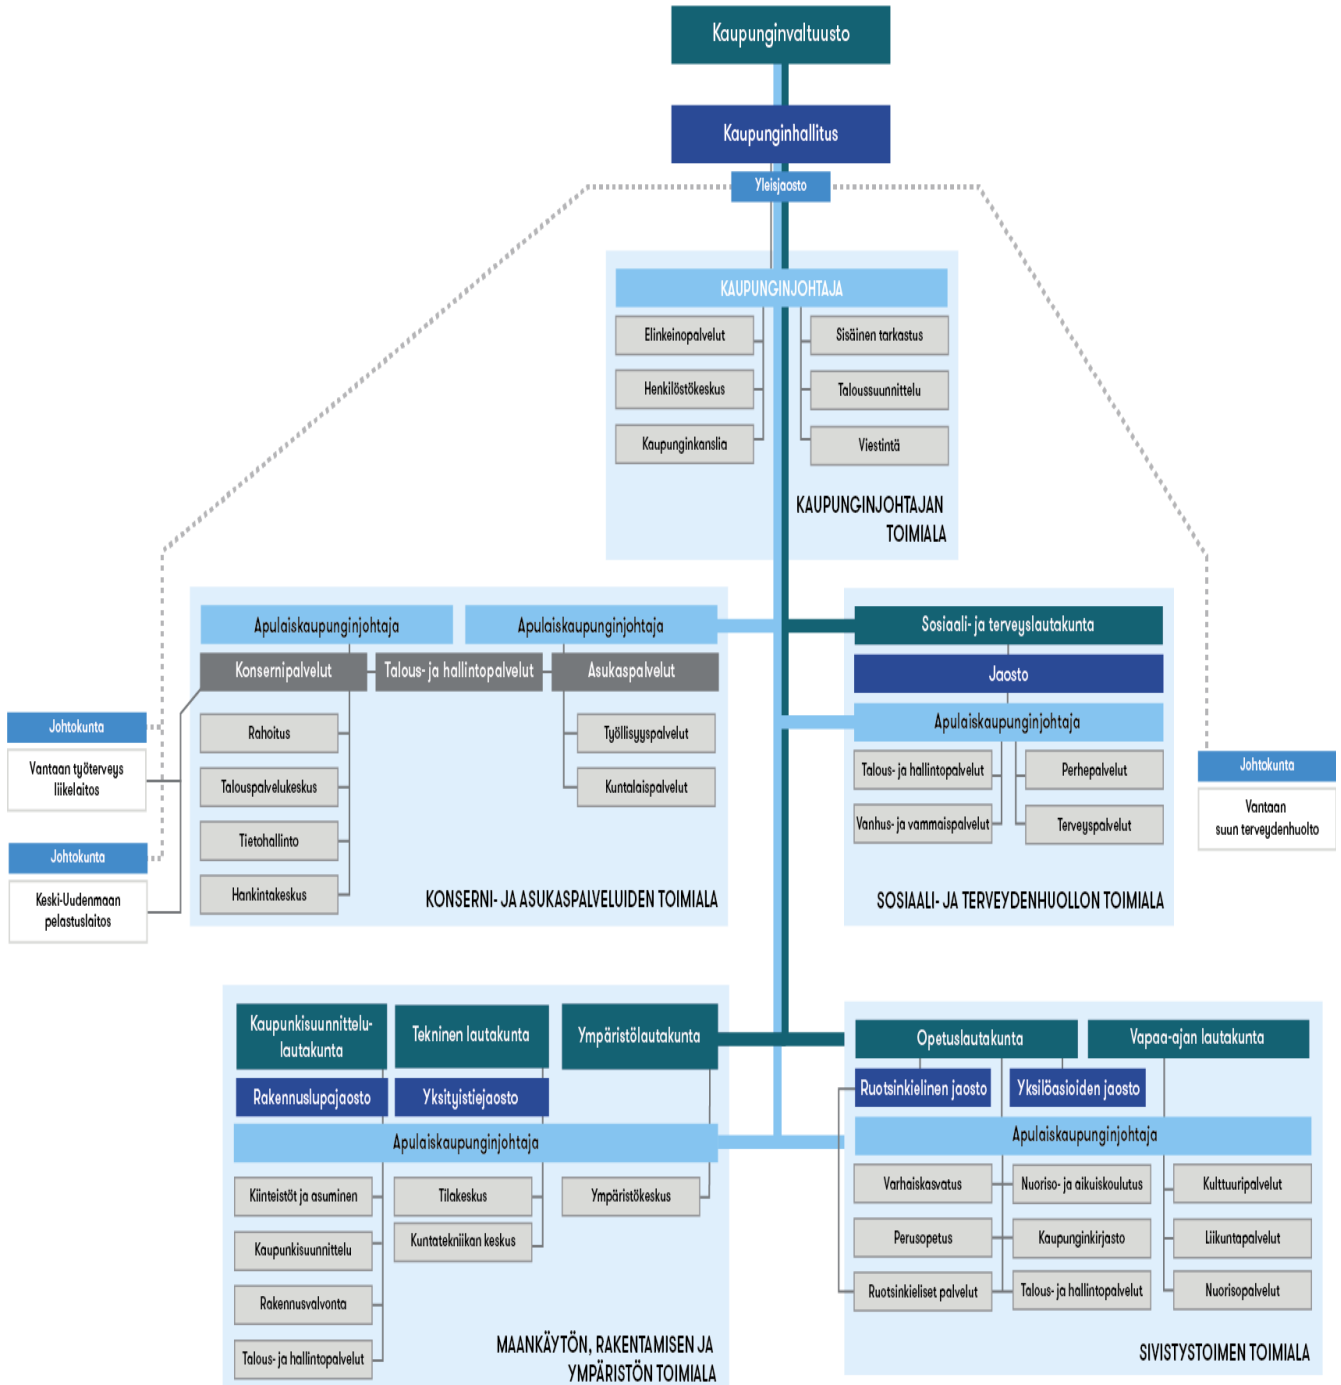 Kaupunginvaltuusto
Kaupunginhallitus
Yleisjaosto
KAUPUNGINJOHTAJA
Elinkeinopalvelut
Henkilöstökeskus
Kaupunginkanslia
Sisäinen tarkastus
Taloussuunnittelu
Viestintä
KAUPUNGINJOHTAJAN
TOIMIALA
Apulaiskaupunginjohtaja
Apulaiskaupunginjohtaja
Konsernipalvelut
Talous- ja hallintopalvelut
Asukaspalvelut
Rahoitus
Talouspalvelukeskus
Tietohallinto
Hankintakeskus
Työllisyyspalvelut
Kuntalaispalvelut
KONSERNI- JA ASUKASPALVELUIDEN TOIMIALA
Johtokunta
Vantaan työterveys
liikelaitos
Johtokunta
Keski-Uudenmaan
pelastuslaitos
Sosiaali- ja terveyslautakunta
Jaosto
Apulaiskaupunginjohtaja
Talous- ja hallintopalvelut
Vanhus- ja vammaispalvelut
Perhepalvelut
Terveyspalvelut
SOSIAALI- JA TERVEYDENHUOLLON TOIMIALA
Johtokunta
Vantaan
suun terveydenhuolto
Kaupunkisuunnittelu-
lautakunta
Tekninen lautakunta
Ympäristölautakunta
Rakennuslupajaosto
Yksityistiejaosto
Apulaiskaupunginjohtaja
Kiinteistöt ja asuminen
Kaupunkisuunnittelu
Rakennusvalvonta
Talous- ja hallintopalvelut
Tilakeskus
Kuntatekniikan keskus
Ympäristökeskus
MAANKÄYTÖN, RAKENTAMISEN JA
YMPÄRISTÖN TOIMIALA
Opetuslautakunta
Vapaa-ajan lautakunta
Ruotsinkielinen jaosto
Yksilöasioiden jaosto
Apulaiskaupunginjohtaja
Varhaiskasvatus
Perusopetus
Ruotsinkieliset palvelut
Nuoriso- ja aikuiskoulutus
Kaupunginkirjasto
Talous- ja hallintopalvelut
Kulttuuripalvelut
Liikuntapalvelut
Nuorisopalvelut
SIVISTYSTOIMEN TOIMIALA